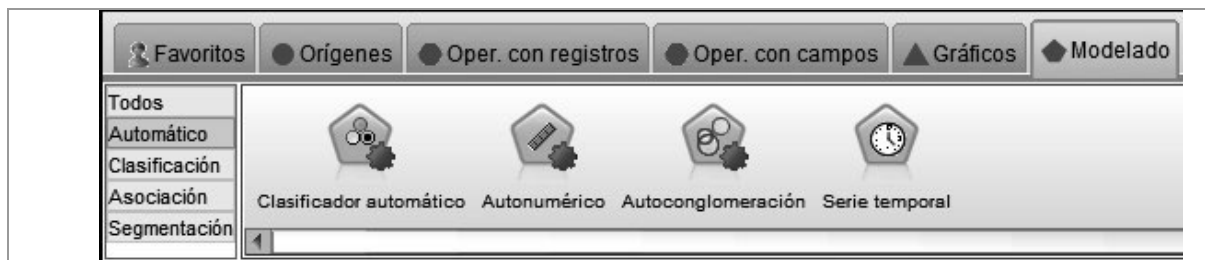 Favoritos Orígenes Oper. con registros Oper. con campos Gráficos Modelado
Todos
Automático
Clasificación
Asociación
Segmentación
Clasificador automático Autonumérico Autoconglomeración Serie temporal